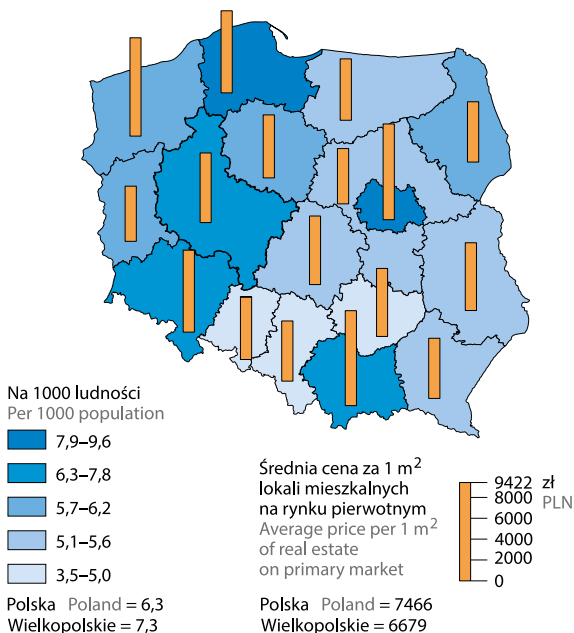 Na 1000 ludności
Per 1000 population
7,9–9,6
6,3–7,8
5,7–6,2
5,1–5,6
3,5–5,0
Polska Poland = 6,3
Wielkopolskie = 7,3
Średnia cena za 1 m²
lokali mieszkalnych
na rynku pierwotnym
Average price per 1 m²
of real estate
on primary market
9422 zł
8000 PLN
6000
4000
2000
0
Polska Poland = 7466
Wielkopolskie = 6679